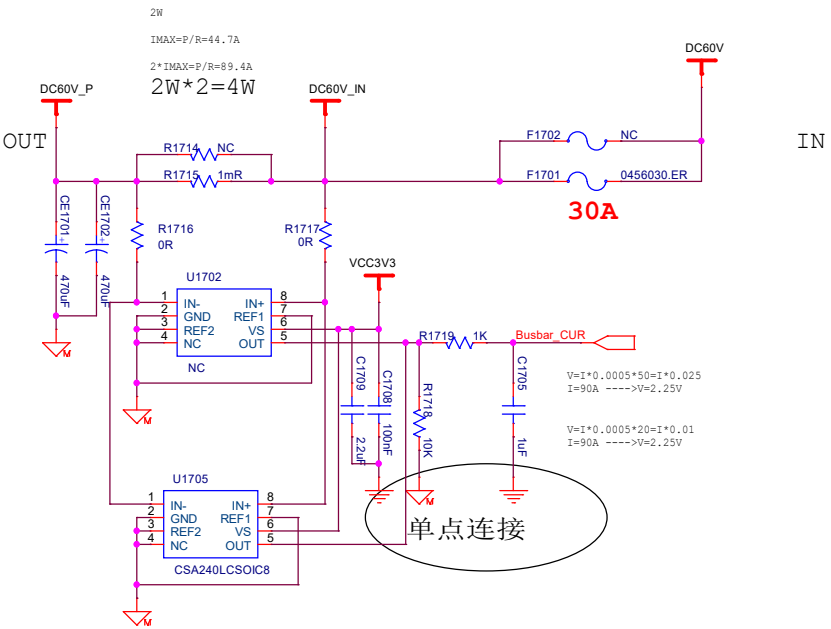 2W
IMAX=P/R=44.7A
2*IMAX=P/R=89.4A
2W*2=4W
DC60V_P
DC60V_IN
DC60V
OUT
IN
R1714
NC
R1715
1mR
F1702
NC
F1701
0456030.ER
30A
CE1701
+
470uF
CE1702
+
470uF
R1716
0R
R1717
0R
VCC3V3
U1702
1
IN-
IN+
8
2
GND
REF1
7
3
REF2
VS
6
4
NC
OUT
5
NC
R1719
1K
Busbar_CUR
C1709
2.2uF
C1708
100nF
R1718
10K
C1705
1uF
V=I*0.0005*50=I*0.025
I=90A ---->V=2.25V
V=I*0.0005*20=I*0.01
I=90A ---->V=2.25V
M
M
M
单点连接
U1705
1
IN-
IN+
8
2
GND
REF1
7
3
REF2
VS
6
4
NC
OUT
5
CSA240LCSOIC8
M